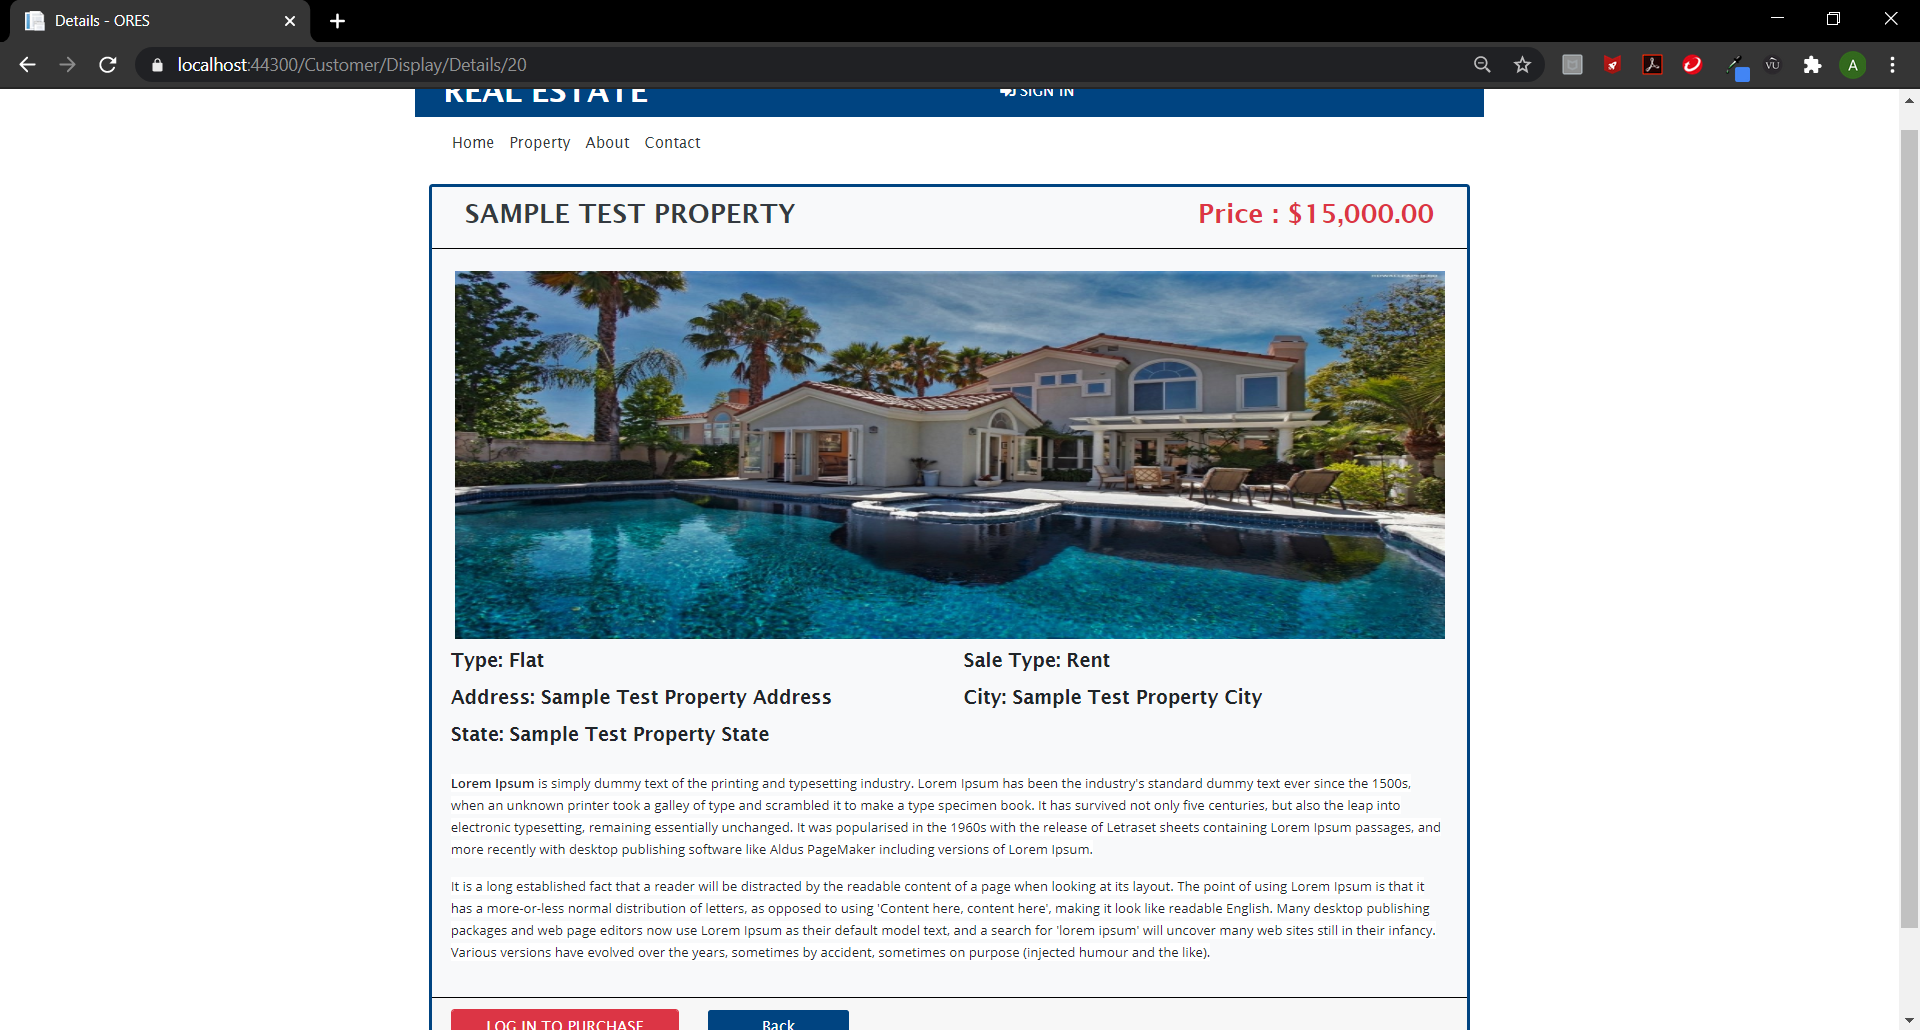 Details - ORES
localhost:44300/Customer/Display/Details/20
A
REAL ESTATE
SIGN IN
Home Property About Contact
SAMPLE TEST PROPERTY
Price : $15,000.00
Type: Flat
Sale Type: Rent
Address: Sample Test Property Address
City: Sample Test Property City
State: Sample Test Property State
Lorem Ipsum is simply dummy text of the printing and typesetting industry. Lorem Ipsum has been the industry's standard dummy text ever since the 1500s,
when an unknown printer took a galley of type and scrambled it to make a type specimen book. It has survived not only five centuries, but also the leap into
electronic typesetting, remaining essentially unchanged. It was popularised in the 1960s with the release of Letraset sheets containing Lorem Ipsum passages, and
more recently with desktop publishing software like Aldus PageMaker including versions of Lorem Ipsum.
It is a long established fact that a reader will be distracted by the readable content of a page when looking at its layout. The point of using Lorem Ipsum is that it
has a more-or-less normal distribution of letters, as opposed to using 'Content here, content here', making it look like readable English. Many desktop publishing
packages and web page editors now use Lorem Ipsum as their default model text, and a search for 'lorem ipsum' will uncover many web sites still in their infancy.
Various versions have evolved over the years, sometimes by accident, sometimes on purpose (injected humour and the like).
LOG IN TO PURCHASE
Back